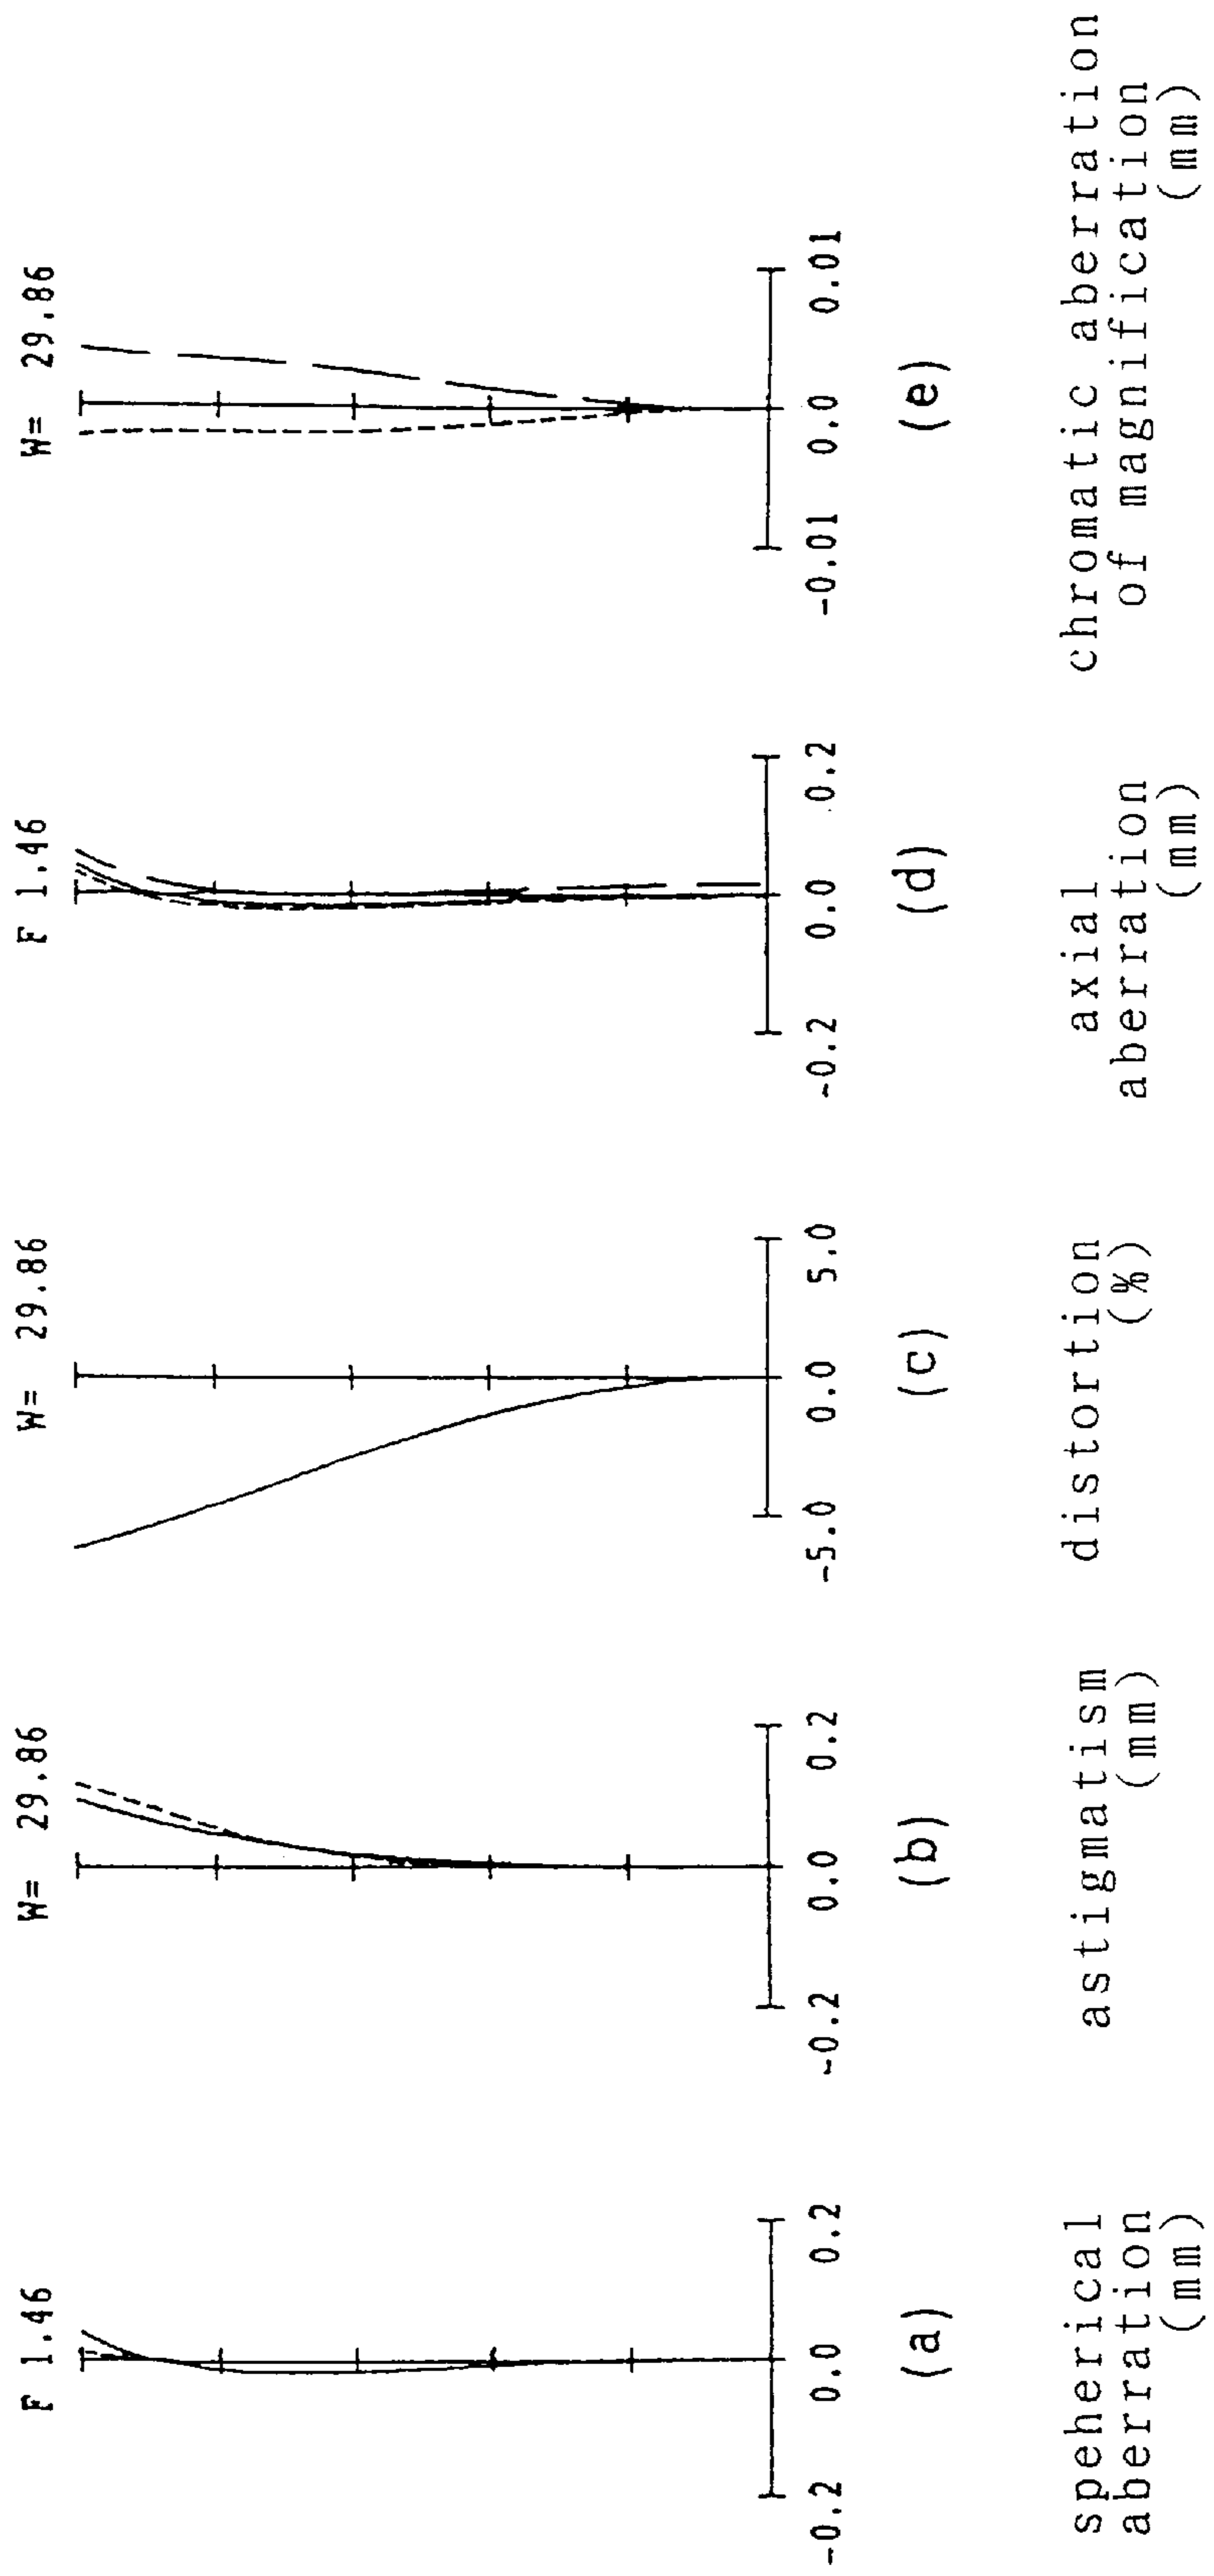 F 1.46
-0.2 0.0 0.2
(a)
speherical
aberration
(mm)
W= 29.86
-0.2 0.0 0.2
(b)
astigmatism
(mm)
W= 29.86
-5.0 0.0 5.0
(c)
distortion
(%)
F 1.46
-0.2 0.0 0.2
(d)
axial
aberration
(mm)
W= 29.86
-0.01 0.0 0.01
(e)
chromatic aberration
of magnification
(mm)